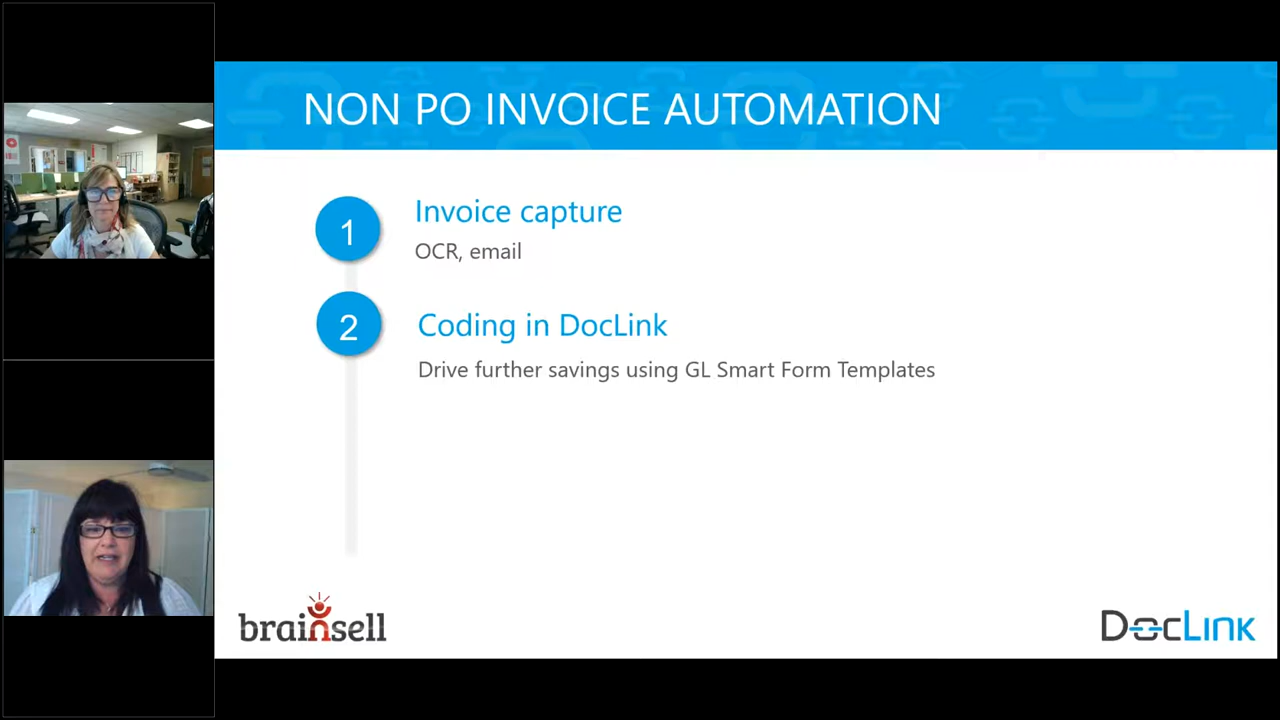 NON PO INVOICE AUTOMATION
1
Invoice capture
OCR, email
2
Coding in DocLink
Drive further savings using GL Smart Form Templates
brainsell
DocLink